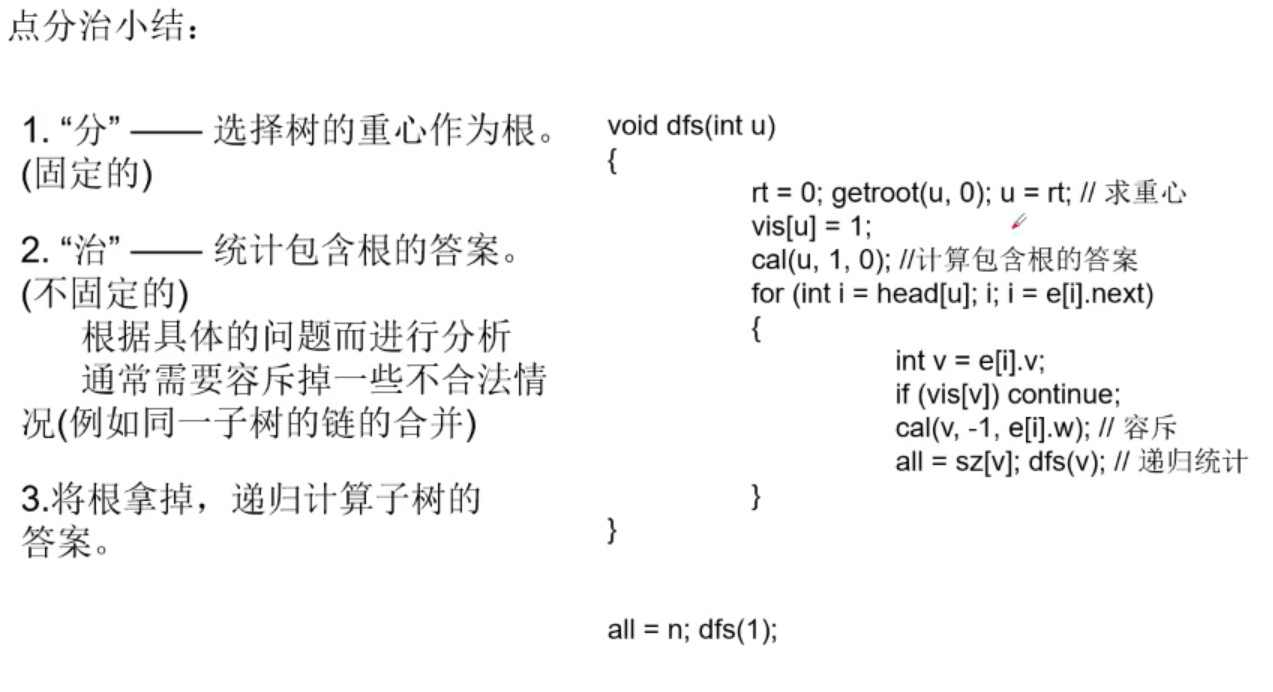 点分治小结：
1. “分” —— 选择树的重心作为根。
(固定的)
2. “治” —— 统计包含根的答案。
(不固定的)
根据具体的问题而进行分析
通常需要容斥掉一些不合法情
况(例如同一子树的链的合并)
3.将根拿掉，递归计算子树的
答案。
void dfs(int u)
{
rt = 0; getroot(u, 0); u = rt; // 求重心
vis[u] = 1;
cal(u, 1, 0); //计算包含根的答案
for (int i = head[u]; i; i = e[i].next)
{
int v = e[i].v;
if (vis[v]) continue;
cal(v, -1, e[i].w); // 容斥
all = sz[v]; dfs(v); // 递归统计
}
}
all = n; dfs(1);